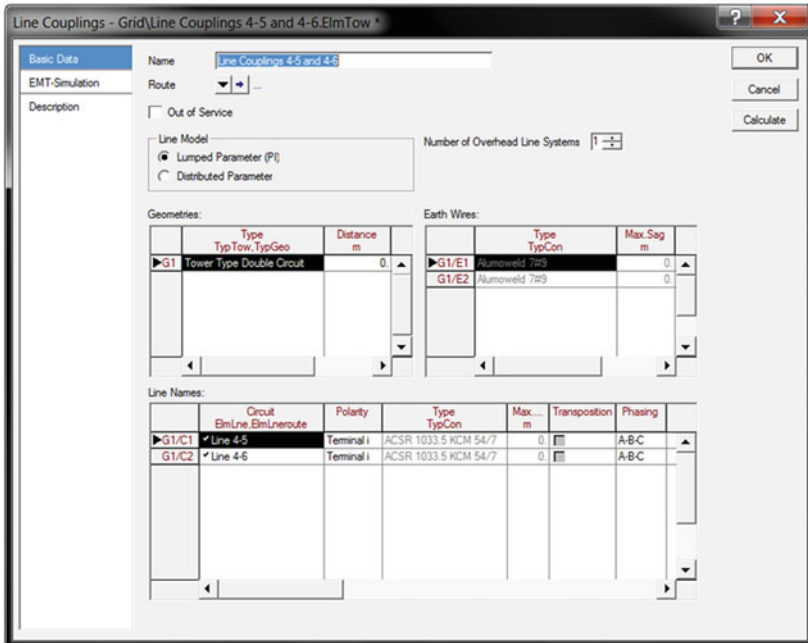 Line Couplings - Grid\Line Couplings 4-5 and 4-6.ElmTow *
Basic Data
EMT-Simulation
Description
Name Line Couplings 4-5 and 4-6
Route ...
Out of Service
Line Model
Lumped Parameter (PI)
Distributed Parameter
Number of Overhead Line Systems 1
OK
Cancel
Calculate
Geometries:
Type Distance
TypTow,TypGeo m
G1 Tower Type Double Circuit 0.
Earth Wires:
Type Max.Sag
TypCon m
G1/E1 Alumoweld 7#9 0.
G1/E2 Alumoweld 7#9 0.
Line Names:
Circuit Polarity Type Max.... Transposition Phasing
ElmLne,ElmLneroute TypCon m
G1/C1 Line 4-5 Terminal i ACSR 1033.5 KCM 54/7 0. A-B-C
G1/C2 Line 4-6 Terminal i ACSR 1033.5 KCM 54/7 0. A-B-C